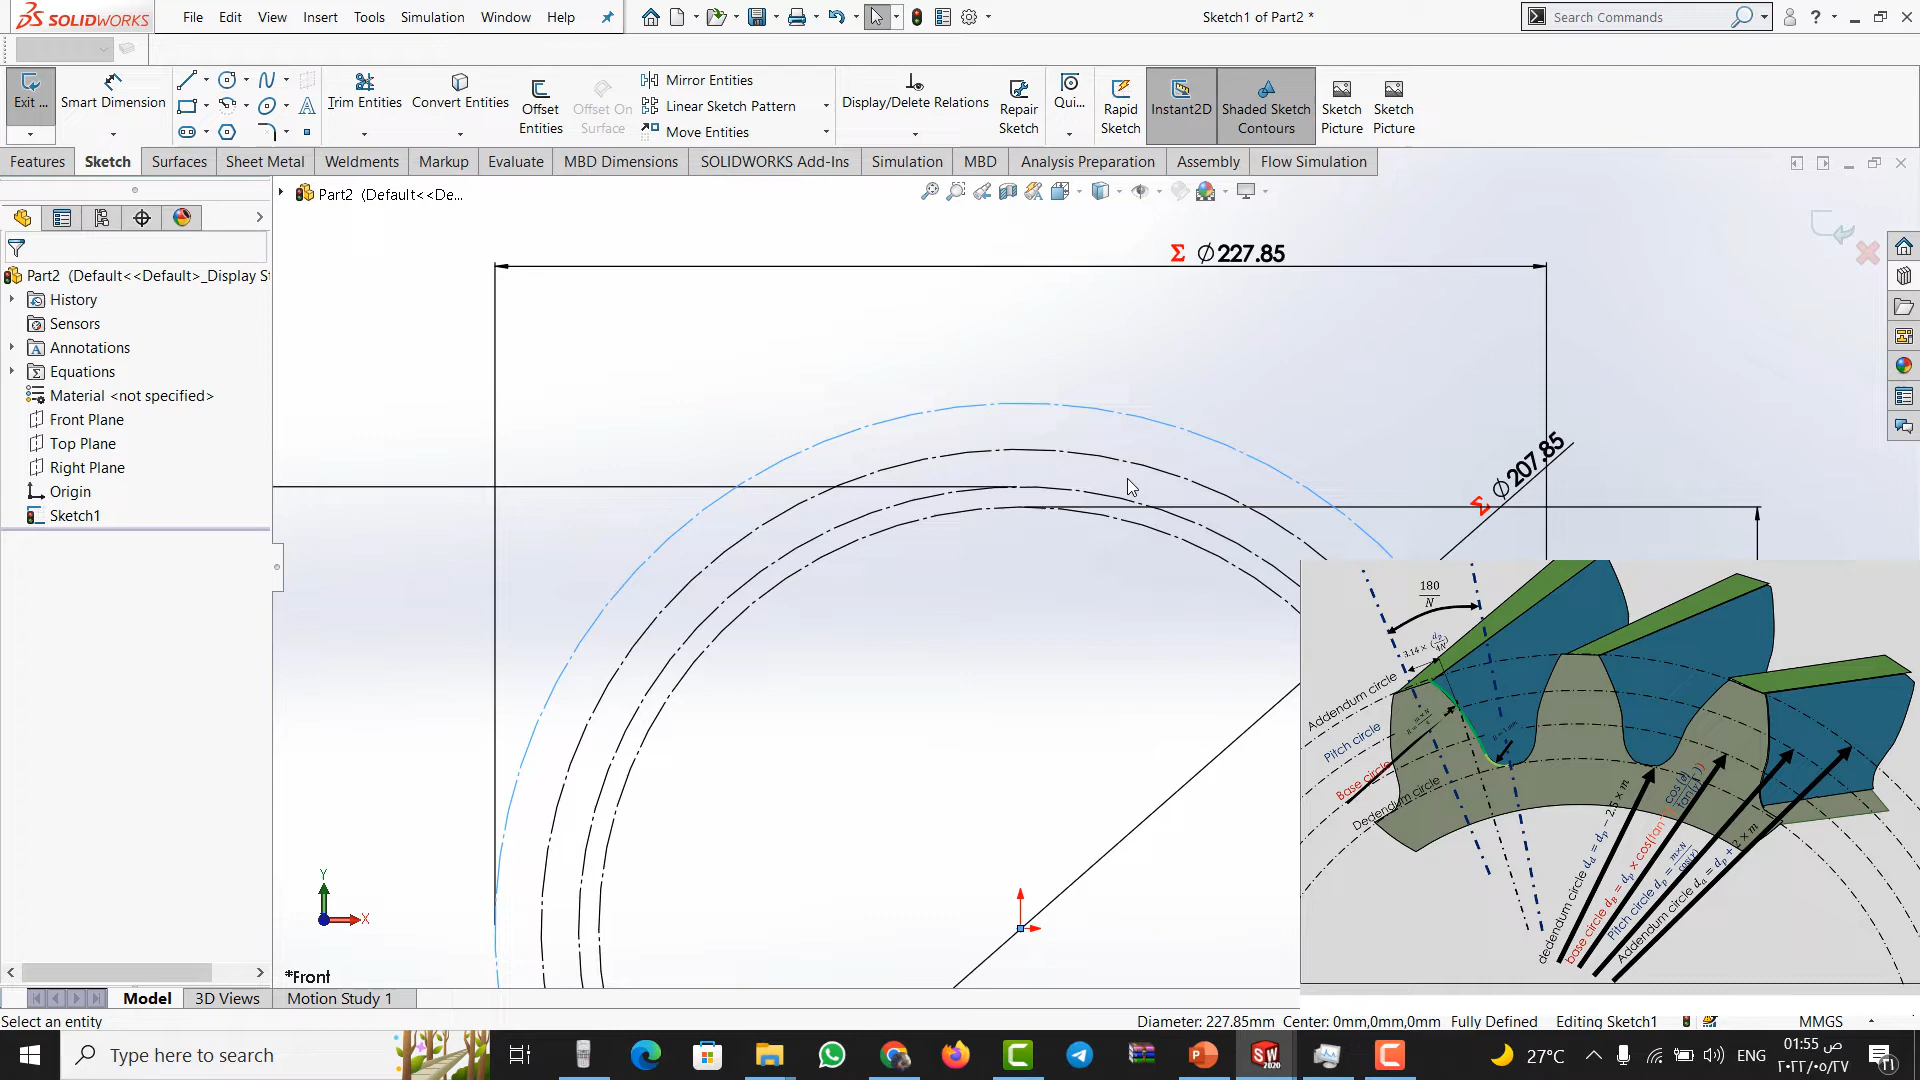 SOLIDWORKS
File Edit View Insert Tools Simulation Window Help
Sketch1 of Part2 *
Search Commands
Exit ...
Smart Dimension
Trim Entities
Convert Entities
Offset Entities
Offset On Surface
Mirror Entities
Linear Sketch Pattern
Move Entities
Display/Delete Relations
Repair Sketch
Qui...
Rapid Sketch
Instant2D
Shaded Sketch Contours
Sketch Picture
Sketch Picture
Features Sketch Surfaces Sheet Metal Weldments Markup Evaluate MBD Dimensions SOLIDWORKS Add-Ins Simulation MBD Analysis Preparation Assembly Flow Simulation
Part2 (Default<<De...
Part2 (Default<<Default>_Display St
History
Sensors
Annotations
Equations
Material <not specified>
Front Plane
Top Plane
Right Plane
Origin
Sketch1
Σ ∅227.85
Σ ∅207.85
Y
X
*Front
180
N
Addendum circle
Pitch circle
Base circle
Dedendum circle
Model 3D Views Motion Study 1
Select an entity
Diameter: 227.85mm Center: 0mm,0mm,0mm Fully Defined Editing Sketch1 MMGS
Type here to search
27°C
ENG
01:55 ص
٢٠٢٢/٠٥/٢٧